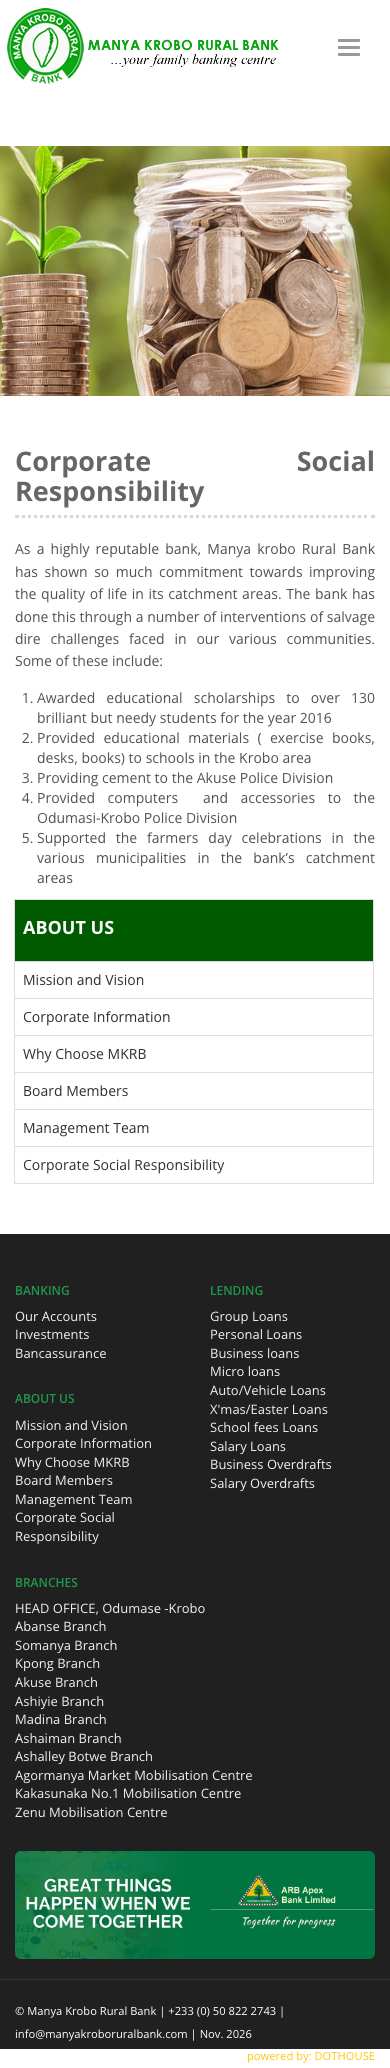 MANYA KROBO RURAL
BANK
MANYA KROBO RURAL BANK
...your family banking centre
Corporate Social
Responsibility
As a highly reputable bank, Manya krobo Rural Bank
has shown so much commitment towards improving
the quality of life in its catchment areas. The bank has
done this through a number of interventions of salvage
dire challenges faced in our various communities.
Some of these include:
1. Awarded educational scholarships to over 130
brilliant but needy students for the year 2016
2. Provided educational materials ( exercise books,
desks, books) to schools in the Krobo area
3. Providing cement to the Akuse Police Division
4. Provided computers and accessories to the
Odumasi-Krobo Police Division
5. Supported the farmers day celebrations in the
various municipalities in the bank’s catchment
areas
ABOUT US
Mission and Vision
Corporate Information
Why Choose MKRB
Board Members
Management Team
Corporate Social Responsibility
BANKING
Our Accounts
Investments
Bancassurance
ABOUT US
Mission and Vision
Corporate Information
Why Choose MKRB
Board Members
Management Team
Corporate Social
Responsibility
LENDING
Group Loans
Personal Loans
Business loans
Micro loans
Auto/Vehicle Loans
X'mas/Easter Loans
School fees Loans
Salary Loans
Business Overdrafts
Salary Overdrafts
BRANCHES
HEAD OFFICE, Odumase -Krobo
Abanse Branch
Somanya Branch
Kpong Branch
Akuse Branch
Ashiyie Branch
Madina Branch
Ashaiman Branch
Ashalley Botwe Branch
Agormanya Market Mobilisation Centre
Kakasunaka No.1 Mobilisation Centre
Zenu Mobilisation Centre
GREAT THINGS
HAPPEN WHEN WE
COME TOGETHER
ARB Apex
Bank Limited
Together for progress
Oda
© Manya Krobo Rural Bank | +233 (0) 50 822 2743 |
info@manyakroboruralbank.com | Nov. 2026
powered by: DOTHOUSE